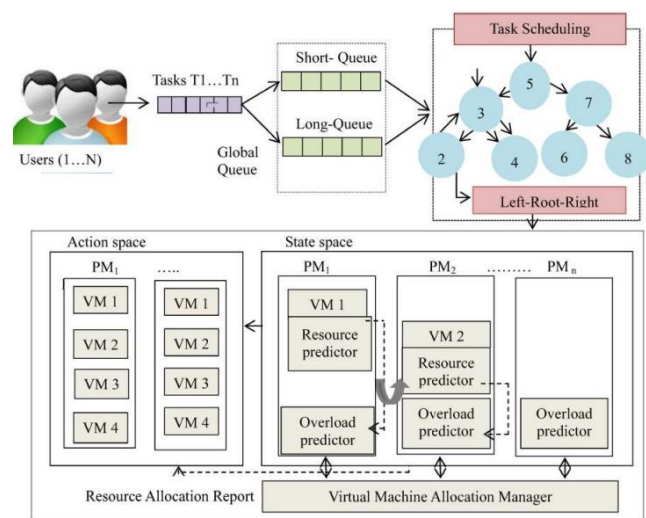 Task Scheduling
Short- Queue
Tasks T1…Tn
Long-Queue
Global
Queue
Users (1…N)
5
3
7
2
4
6
8
Left-Root-Right
Action space
PM1
…..
VM 1
VM 2
VM 3
VM 4
VM 1
VM 2
VM 3
VM 4
State space
PM1
VM 1
Resource
predictor
Overload
predictor
PM2
VM 2
Resource
predictor
Overload
predictor
………
PM n
Overload
predictor
Resource Allocation Report
Virtual Machine Allocation Manager